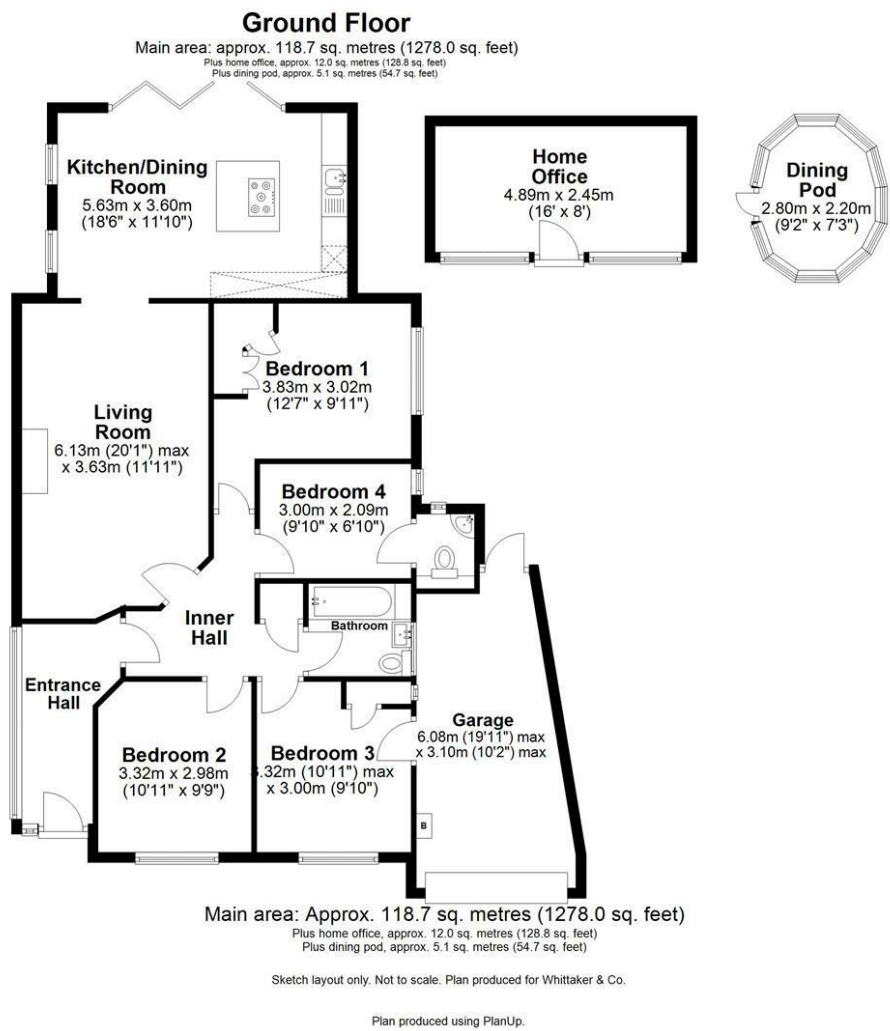 Ground Floor
Main area: approx. 118.7 sq. metres (1278.0 sq. feet)
Plus home office, approx. 12.0 sq. metres (128.8 sq. feet)
Plus dining pod, approx. 5.1 sq. metres (54.7 sq. feet)
Kitchen/Dining
Room
5.63m x 3.60m
(18'6" x 11'10")
Home
Office
4.89m x 2.45m
(16' x 8')
Dining
Pod
2.80m x 2.20m
(9'2" x 7'3")
Bedroom 1
3.83m x 3.02m
(12'7" x 9'11")
Living
Room
6.13m (20'1") max
x 3.63m (11'11")
Bedroom 4
3.00m x 2.09m
(9'10" x 6'10")
Inner
Hall
Bathroom
Entrance
Hall
Bedroom 2
3.32m x 2.98m
(10'11" x 9'9")
Bedroom 3
3.32m (10'11") max
x 3.00m (9'10")
Garage
6.08m (19'11") max
x 3.10m (10'2") max
B
Main area: Approx. 118.7 sq. metres (1278.0 sq. feet)
Plus home office, approx. 12.0 sq. metres (128.8 sq. feet)
Plus dining pod, approx. 5.1 sq. metres (54.7 sq. feet)
Sketch layout only. Not to scale. Plan produced for Whittaker & Co.
Plan produced using PlanUp.